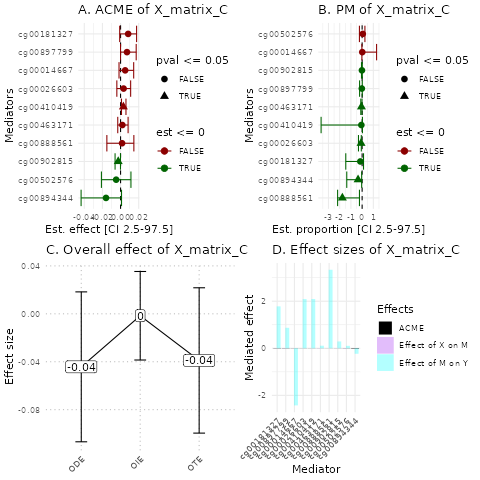 A. ACME of X_matrix_C
cg00181327
cg00897799
cg00014667
cg00026603
cg00410419
cg00463171
cg00888561
cg00902815
cg00502576
cg00894344
Mediators
0.02
Est. effect [CI 2.5-97.5]
pval <= 0.05
FALSE
TRUE
est <= 0
FALSE
TRUE
B. PM of X_matrix_C
cg00502576
cg00014667
cg00902815
cg00897799
cg00463171
cg00410419
cg00026603
cg00181327
cg00894344
cg00888561
Mediators
-3 -2 -1 0 1
Est. proportion [CI 2.5-97.5]
pval <= 0.05
FALSE
TRUE
est <= 0
FALSE
TRUE
C. Overall effect of X_matrix_C
0.04
0.00
-0.04
-0.08
Effect size
-0.04
0
-0.04
ODE
OIE
OTE
D. Effect sizes of X_matrix_C
2
0
-2
Mediated effect
Mediator
Effects
ACME
Effect of X on M
Effect of M on Y